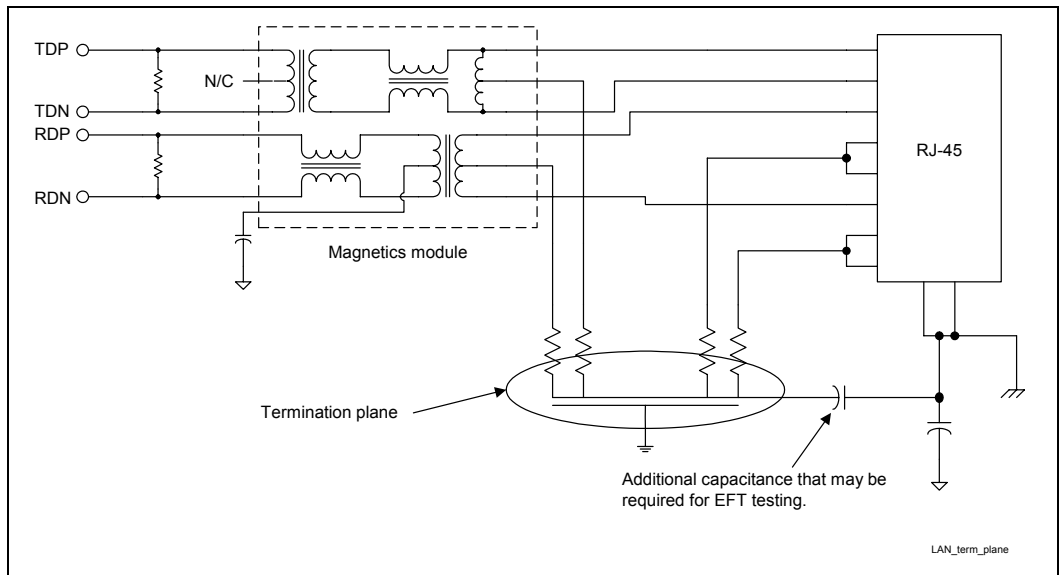 TDP
N/C
TDN
RDP
RDN
RJ-45
Magnetics module
Termination plane
Additional capacitance that may be
required for EFT testing.
LAN_term_plane